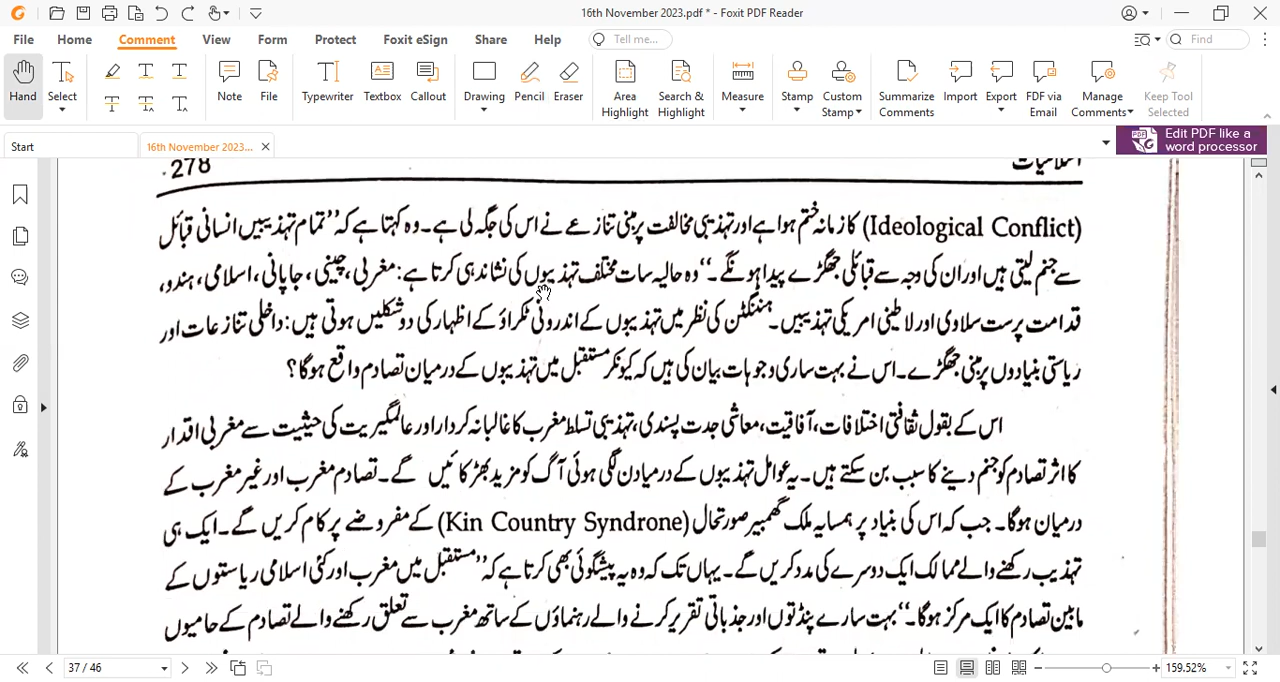 16th November 2023.pdf * - Foxit PDF Reader
File Home Comment View Form Protect Foxit eSign Share Help Tell me... Find
Hand Select Note File Typewriter Textbox Callout Drawing Pencil Eraser Area Highlight Search & Highlight Measure Stamp Custom Stamp Summarize Comments Import Export FDF via Email Manage Comments Keep Tool Selected
Start 16th November 2023... Edit PDF like a word processor
278 اسلامیات
(Ideological Conflict) کا زمانہ ختم ہوا ہے اور تہذیبی مخالفت پر مبنی تنازعے نے اس کی جگہ لی ہے۔ وہ کہتا ہے کہ ”تمام تہذیبیں انسانی قبائل
سے جنم لیتی ہیں اور ان کی وجہ سے قبائلی جھگڑے پیدا ہونگے۔“ وہ حالیہ سات مختلف تہذیبوں کی نشاندہی کرتا ہے: مغربی، چینی، جاپانی، اسلامی، ہندو،
قدامت پرست سلاوی اور لاطینی امریکی تہذیبیں۔ ہنٹنگٹن کی نظر میں تہذیبوں کے اندرونی ٹکراؤ کے اظہار کی دو شکلیں ہوتی ہیں: داخلی تنازعات اور
ریاستی بنیادوں پر مبنی جھگڑے۔ اس نے بہت ساری وجوہات بیان کی ہیں کہ کیونکر مستقبل میں تہذیبوں کے درمیان تصادم واقع ہوگا؟
اس کے بقول ثقافتی اختلافات، آفاقیت، معاشی جدت پسندی، تہذیبی تسلط مغرب کا غالبانہ کردار اور عالمگیریت کی حیثیت سے مغربی اقدار
کا اثر تصادم کو جنم دینے کا سبب بن سکتے ہیں۔ یہ عوامل تہذیبوں کے درمیان لگی ہوئی آگ کو مزید بھڑکائیں گے۔ تصادم مغرب اور غیر مغرب کے
درمیان ہوگا۔ جب کہ اس کی بنیاد پر ہمسایہ ملک گھمبیر صورتحال (Kin Country Syndrone) کے مفروضے پر کام کریں گے۔ ایک ہی
تہذیب رکھنے والے ممالک ایک دوسرے کی مدد کریں گے۔ یہاں تک کہ وہ یہ پیشگوئی بھی کرتا ہے کہ ”مستقبل میں مغرب اور کئی اسلامی ریاستوں کے
مابین تصادم کا ایک مرکز ہوگا۔“ بہت سارے پنڈتوں اور جذباتی تقریر کرنے والے رہنماؤں کے ساتھ مغرب سے تعلق رکھنے والے تصادم کے حامیوں
37 / 46 159.52%